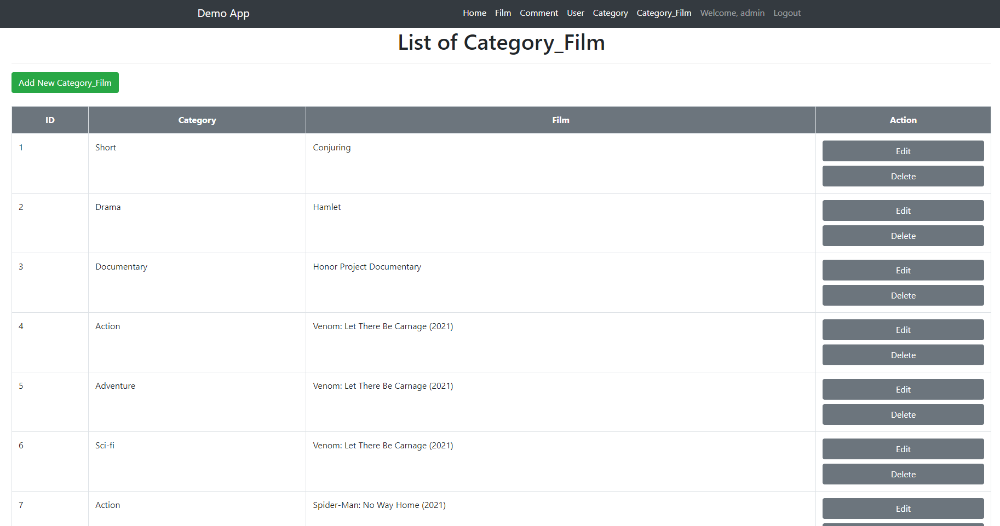 Demo App Home Film Comment User Category Category_Film Welcome, admin Logout
List of Category_Film
Add New Category_Film
ID Category Film Action
1 Short Conjuring Edit
Delete
2 Drama Hamlet Edit
Delete
3 Documentary Honor Project Documentary Edit
Delete
4 Action Venom: Let There Be Carnage (2021) Edit
Delete
5 Adventure Venom: Let There Be Carnage (2021) Edit
Delete
6 Sci-fi Venom: Let There Be Carnage (2021) Edit
Delete
7 Action Spider-Man: No Way Home (2021) Edit